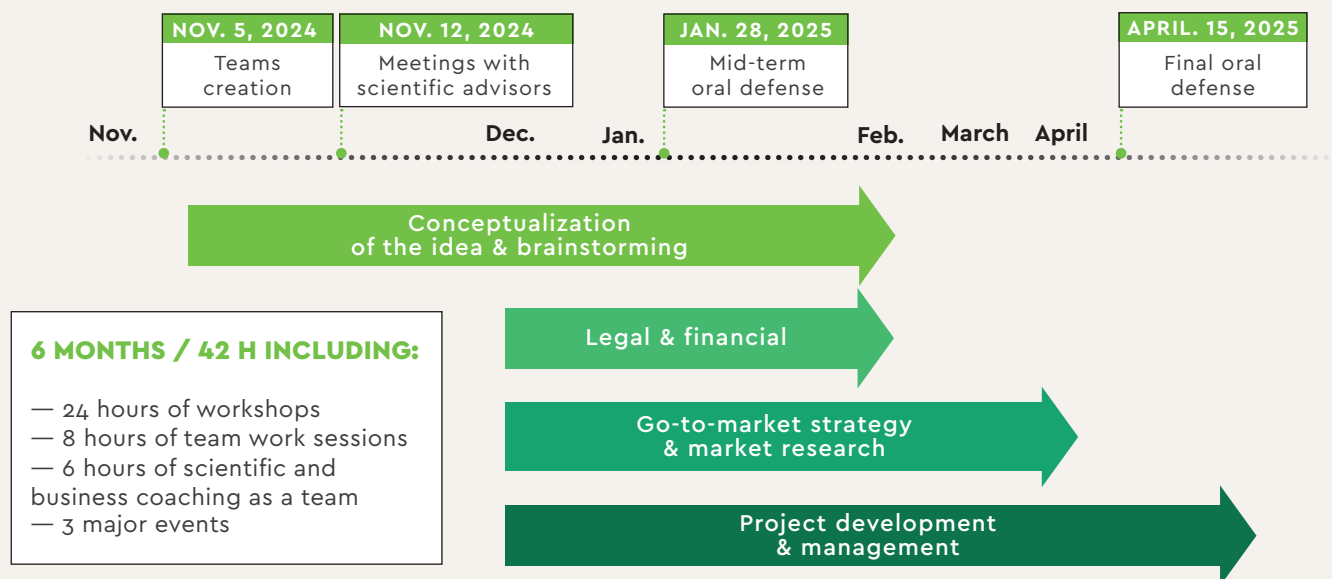 NOV. 5, 2024
Teams
creation
NOV. 12, 2024
Meetings with
scientific advisors
JAN. 28, 2025
Mid-term
oral defense
APRIL. 15, 2025
Final oral
defense
Nov.
Dec.
Jan.
Feb.
March
April
Conceptualization
of the idea & brainstorming
Legal & financial
Go-to-market strategy
& market research
Project development
& management
6 MONTHS / 42 H INCLUDING:
— 24 hours of workshops
— 8 hours of team work sessions
— 6 hours of scientific and
business coaching as a team
— 3 major events